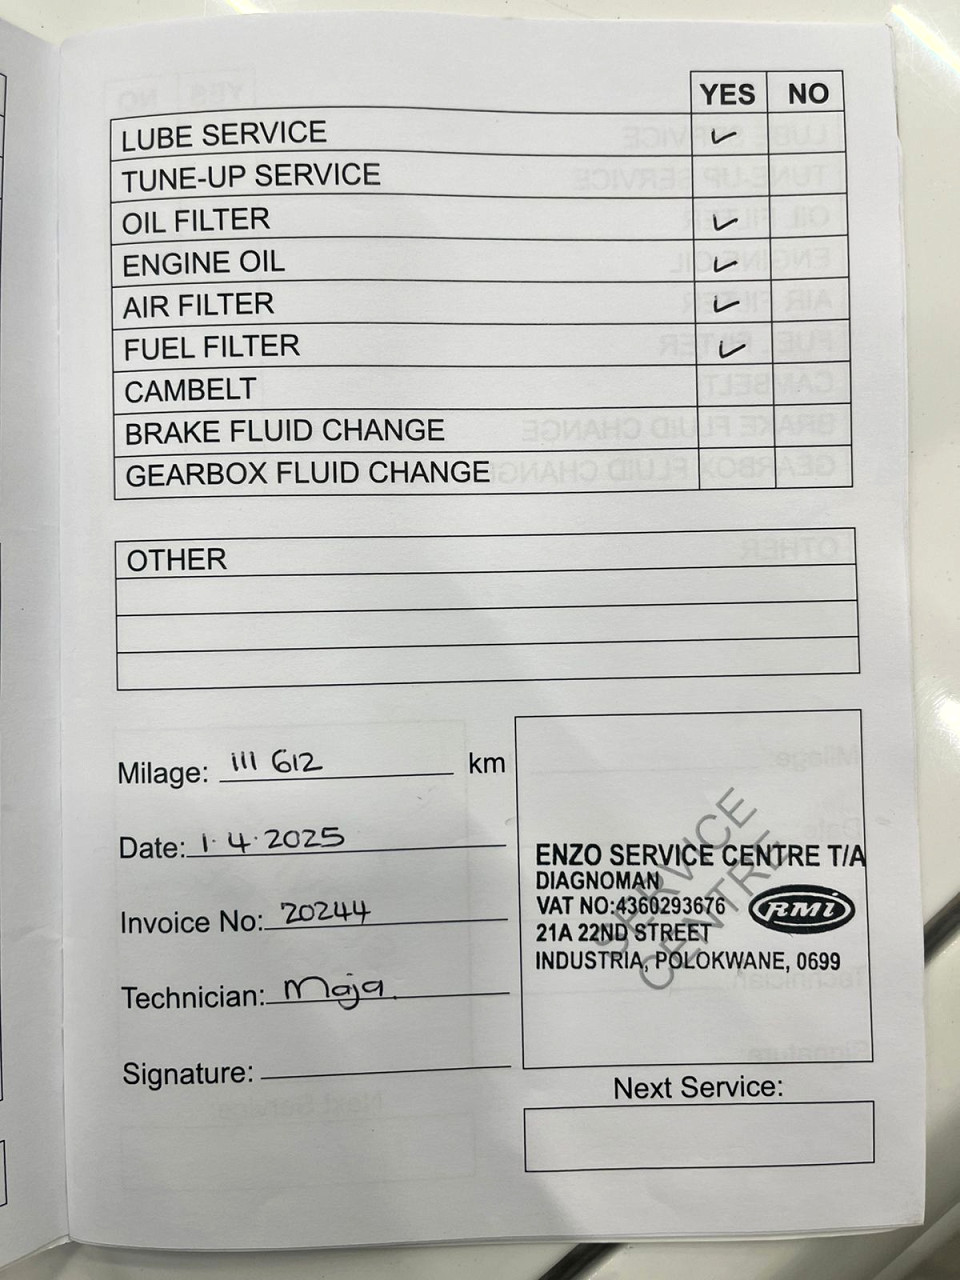 YES NO
LUBE SERVICE ✓
TUNE-UP SERVICE
OIL FILTER ✓
ENGINE OIL ✓
AIR FILTER ✓
FUEL FILTER ✓
CAMBELT
BRAKE FLUID CHANGE
GEARBOX FLUID CHANGE
OTHER
Milage: 111 612 km
Date: 1.4.2025
Invoice No: 20244
Technician: Maja.
Signature:
SERVICE
CENTRE
ENZO SERVICE CENTRE T/A
DIAGNOMAN
VAT NO:4360293676
RMi
21A 22ND STREET
INDUSTRIA, POLOKWANE, 0699
Next Service: